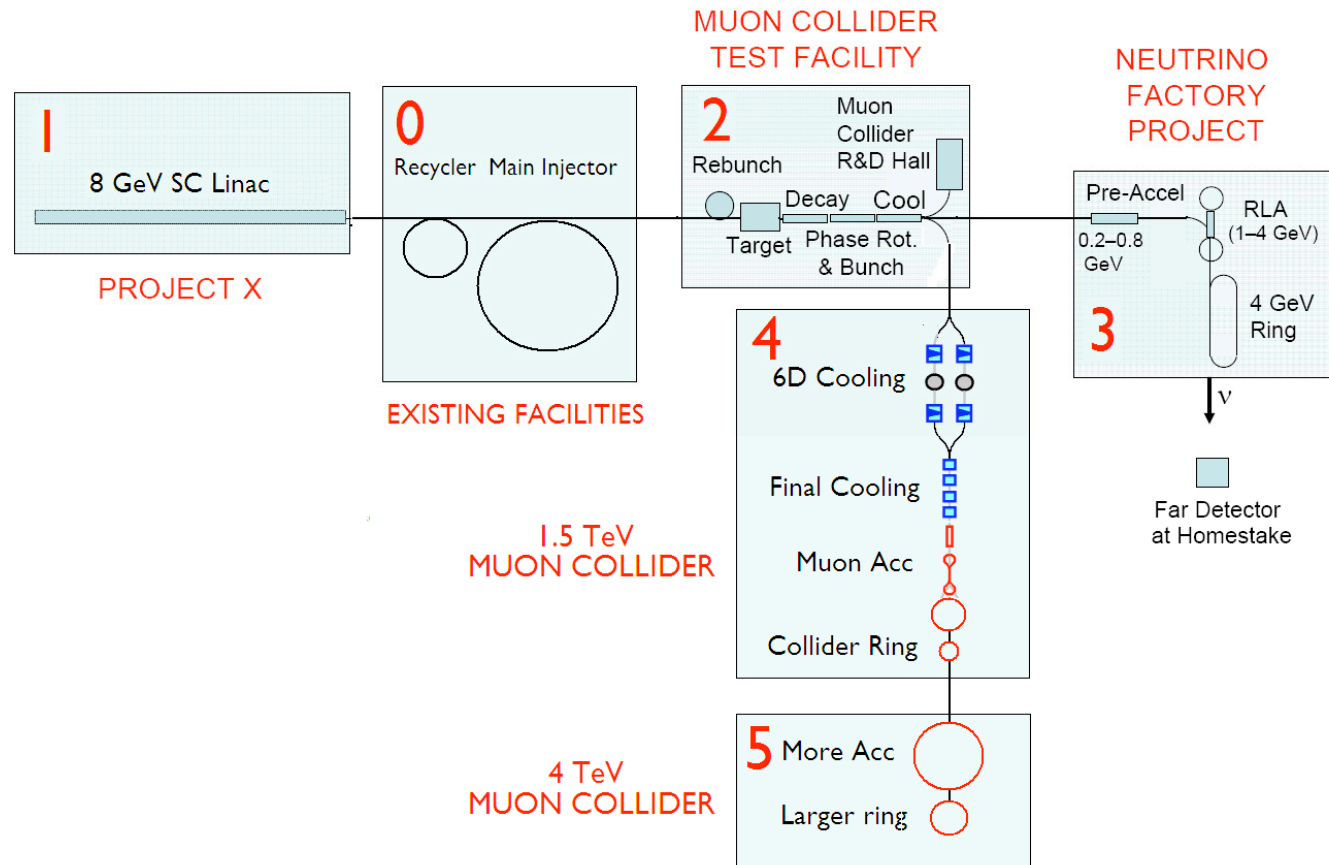 1
8 GeV SC Linac
PROJECT X
0
Recycler Main Injector
EXISTING FACILITIES
MUON COLLIDER
TEST FACILITY
2
Muon
Collider
R&D Hall
Rebunch
Decay
Cool
Target
Phase Rot.
& Bunch
NEUTRINO
FACTORY
PROJECT
Pre-Accel
RLA
(1–4 GeV)
0.2–0.8
GeV
4 GeV
Ring
3
ν
Far Detector
at Homestake
4
6D Cooling
Final Cooling
1.5 TeV
MUON COLLIDER
Muon Acc
Collider Ring
5
More Acc
4 TeV
MUON COLLIDER
Larger ring